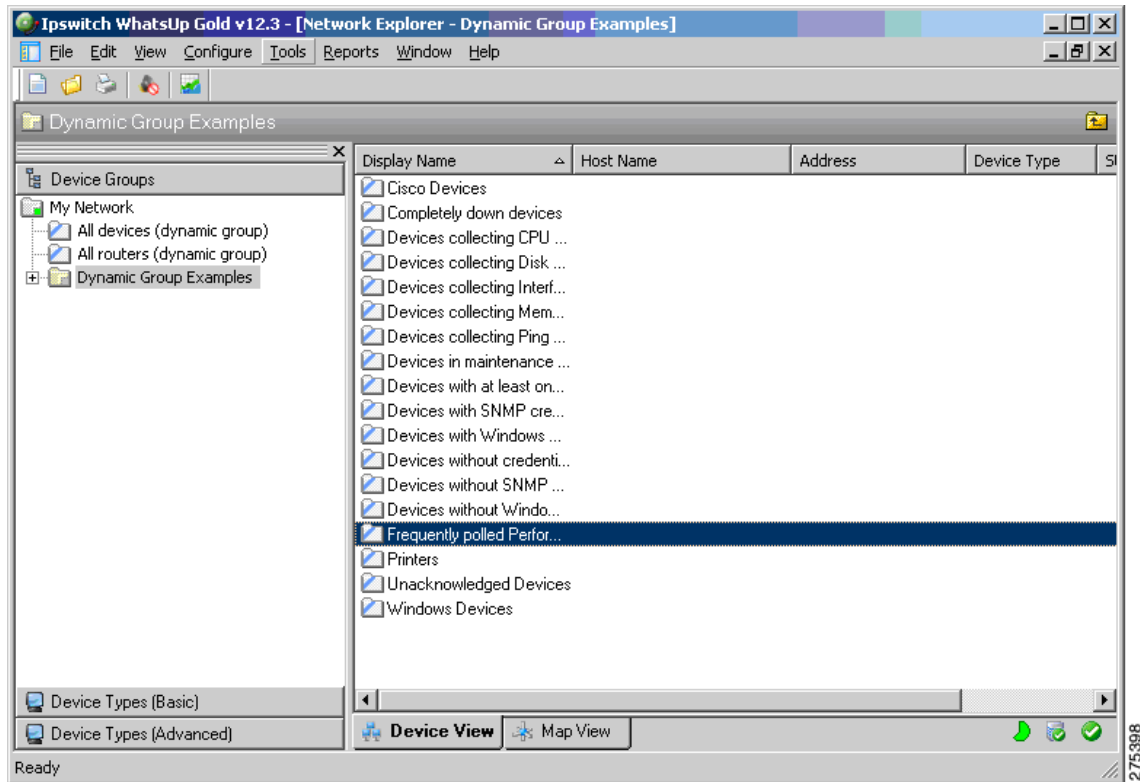 Ipswitch WhatsUp Gold v12.3 - [Network Explorer - Dynamic Group Examples]
File Edit View Configure Tools Reports Window Help
Dynamic Group Examples
Device Groups
My Network
All devices (dynamic group)
All routers (dynamic group)
Dynamic Group Examples
Device Types (Basic)
Device Types (Advanced)
Display Name Host Name Address Device Type
Cisco Devices
Completely down devices
Devices collecting CPU ...
Devices collecting Disk ...
Devices collecting Interf...
Devices collecting Mem...
Devices collecting Ping ...
Devices in maintenance ...
Devices with at least on...
Devices with SNMP cre...
Devices with Windows ...
Devices without credenti...
Devices without SNMP ...
Devices without Windo...
Frequently polled Perfor...
Printers
Unacknowledged Devices
Windows Devices
Device View Map View
Ready
275398